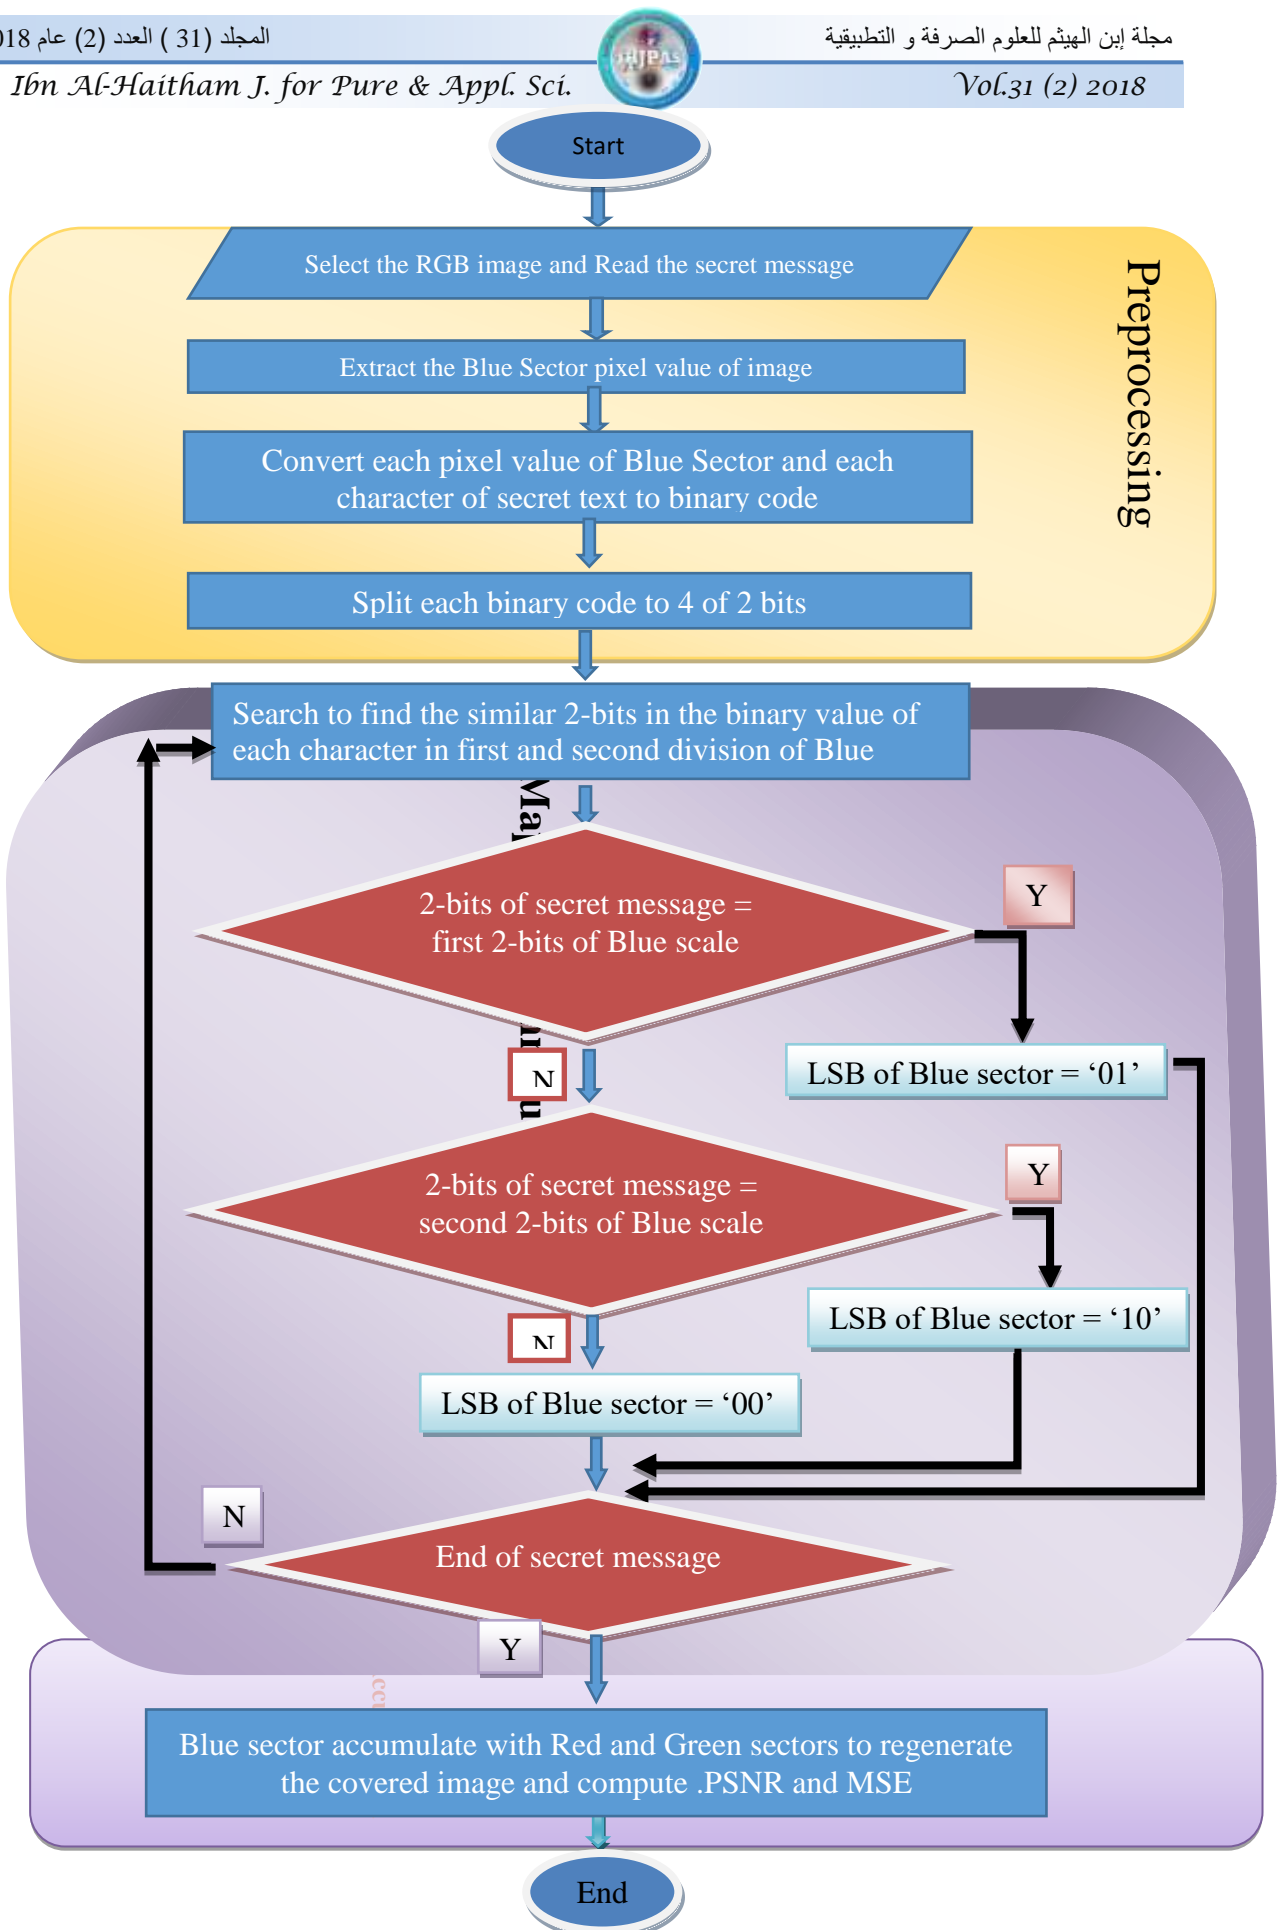 المجلد (31 ) العدد (2) عام 018
مجلة إبن الهيثم للعلوم الصرفة و التطبيقية
IHJPAs
Ibn Al-Haitham J. for Pure & Appl. Sci.
Vol.31 (2) 2018
Start
Select the RGB image and Read the secret message
Preprocessing
Extract the Blue Sector pixel value of image
Convert each pixel value of Blue Sector and each
character of secret text to binary code
Split each binary code to 4 of 2 bits
Search to find the similar 2-bits in the binary value of
each character in first and second division of Blue
2-bits of secret message =
first 2-bits of Blue scale
Y
LSB of Blue sector = ‘01’
N
2-bits of secret message =
second 2-bits of Blue scale
Y
LSB of Blue sector = ‘10’
N
LSB of Blue sector = ‘00’
N
End of secret message
Y
Blue sector accumulate with Red and Green sectors to regenerate
the covered image and compute .PSNR and MSE
End